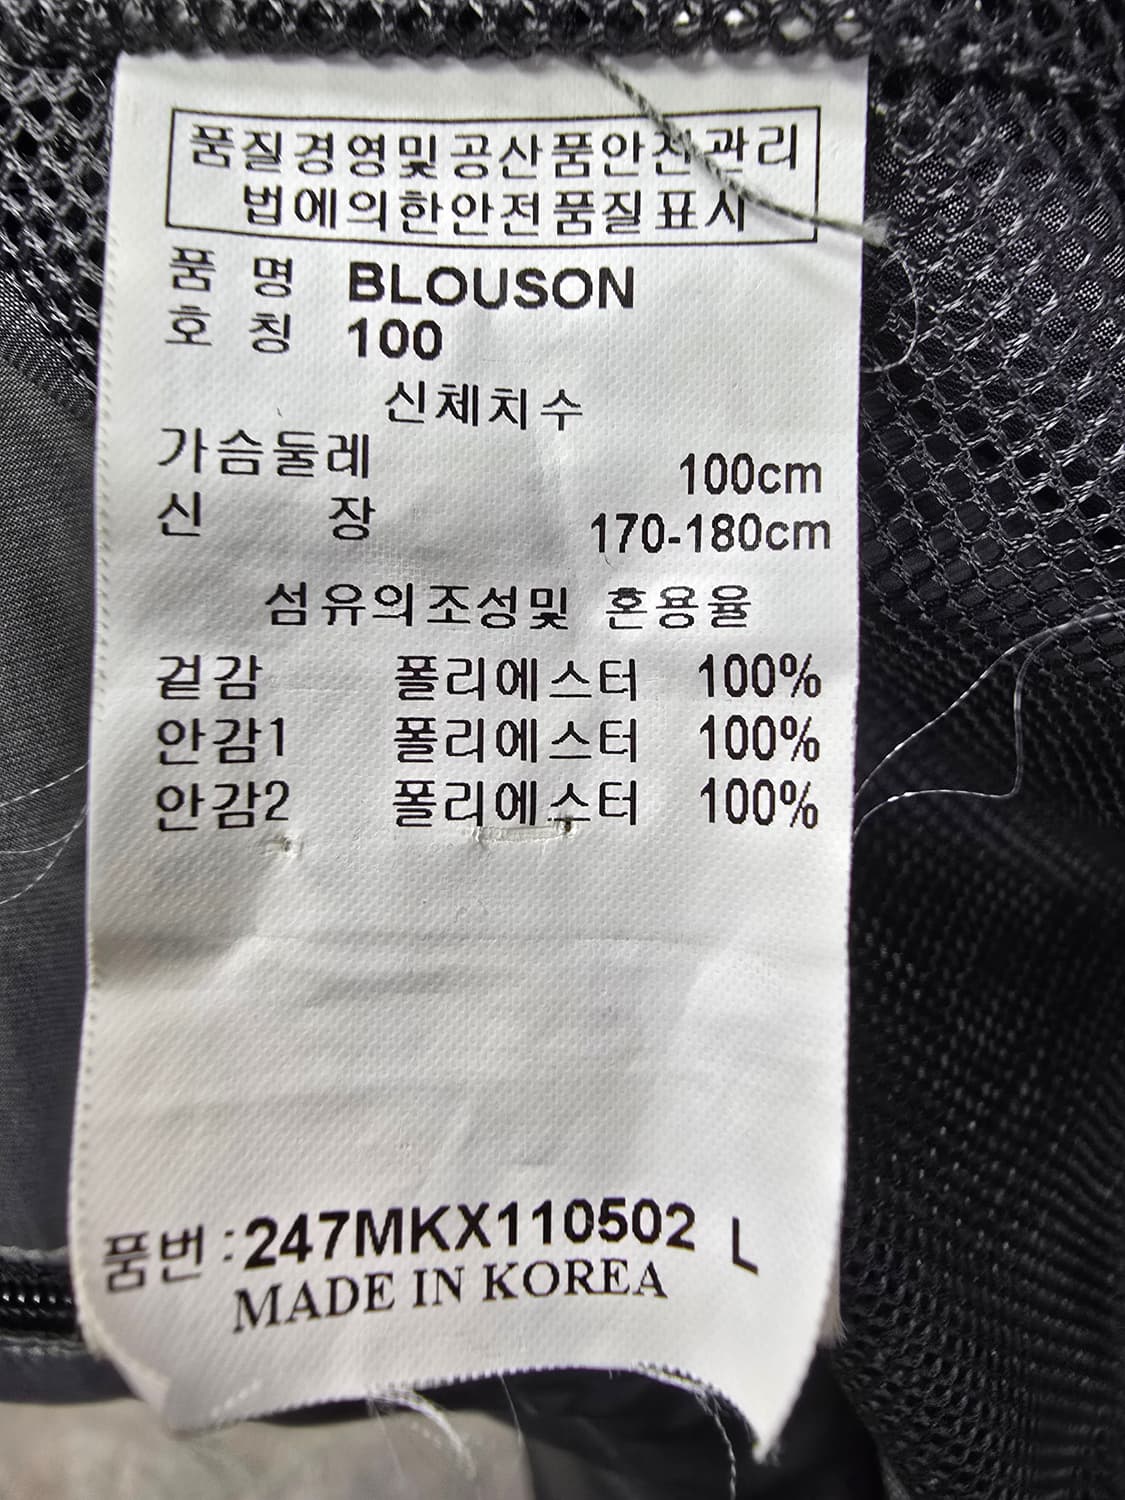 품질경영및공산품안전관리
법에의한안전품질표시
품 명 BLOUSON
호 칭 100
신체치수
가슴둘레 100cm
신 장 170-180cm
섬유의조성및 혼용율
겉감 폴리에스터 100%
안감1 폴리에스터 100%
안감2 폴리에스터 100%
품번 : 247MKX110502 L
MADE IN KOREA